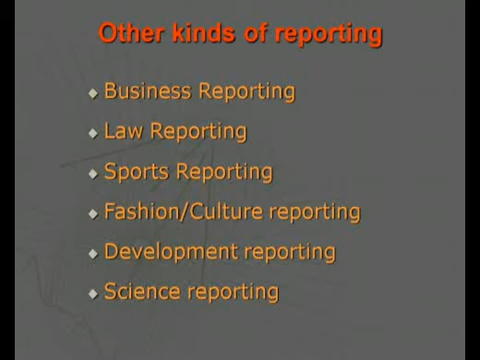 Other kinds of reporting
Business Reporting
Law Reporting
Sports Reporting
Fashion/Culture reporting
Development reporting
Science reporting